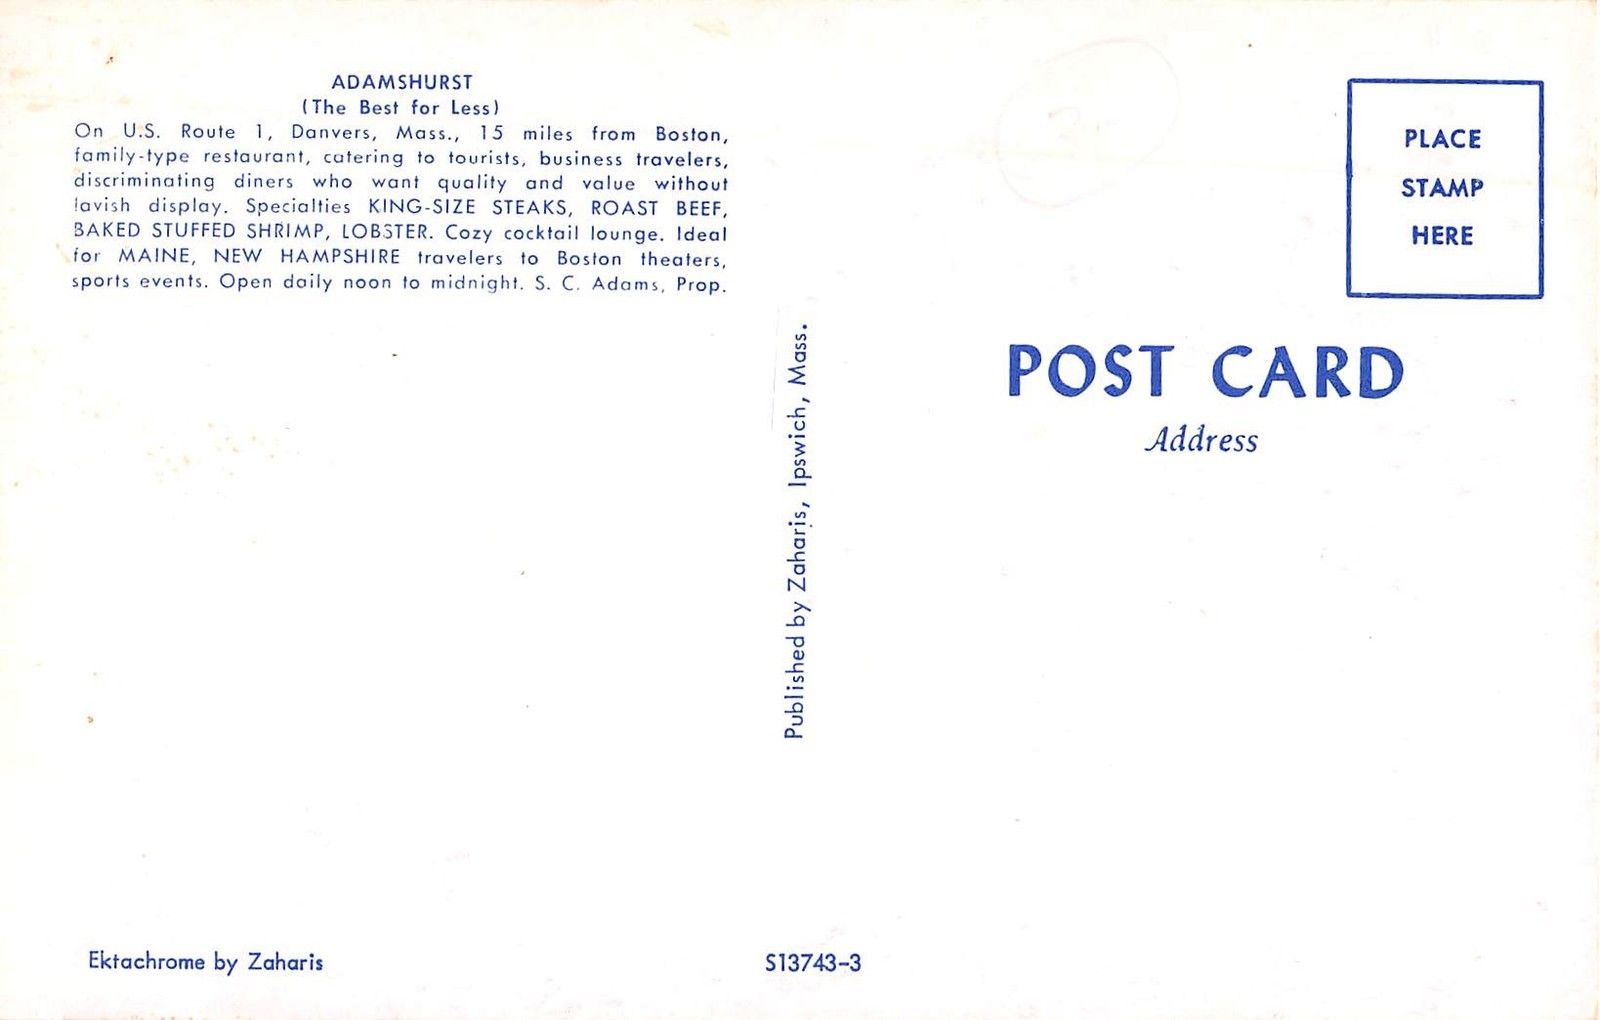 ADAMSHURST
(The Best for Less)
On U.S. Route 1, Danvers, Mass., 15 miles from Boston,
family-type restaurant, catering to tourists, business travelers,
discriminating diners who want quality and value without
lavish display. Specialties KING-SIZE STEAKS, ROAST BEEF,
BAKED STUFFED SHRIMP, LOBSTER. Cozy cocktail lounge. Ideal
for MAINE, NEW HAMPSHIRE travelers to Boston theaters,
sports events. Open daily noon to midnight. S. C. Adams, Prop.
Published by Zaharis, Ipswich, Mass.
PLACE
STAMP
HERE
POST CARD
Address
3
Ektachrome by Zaharis
S13743-3